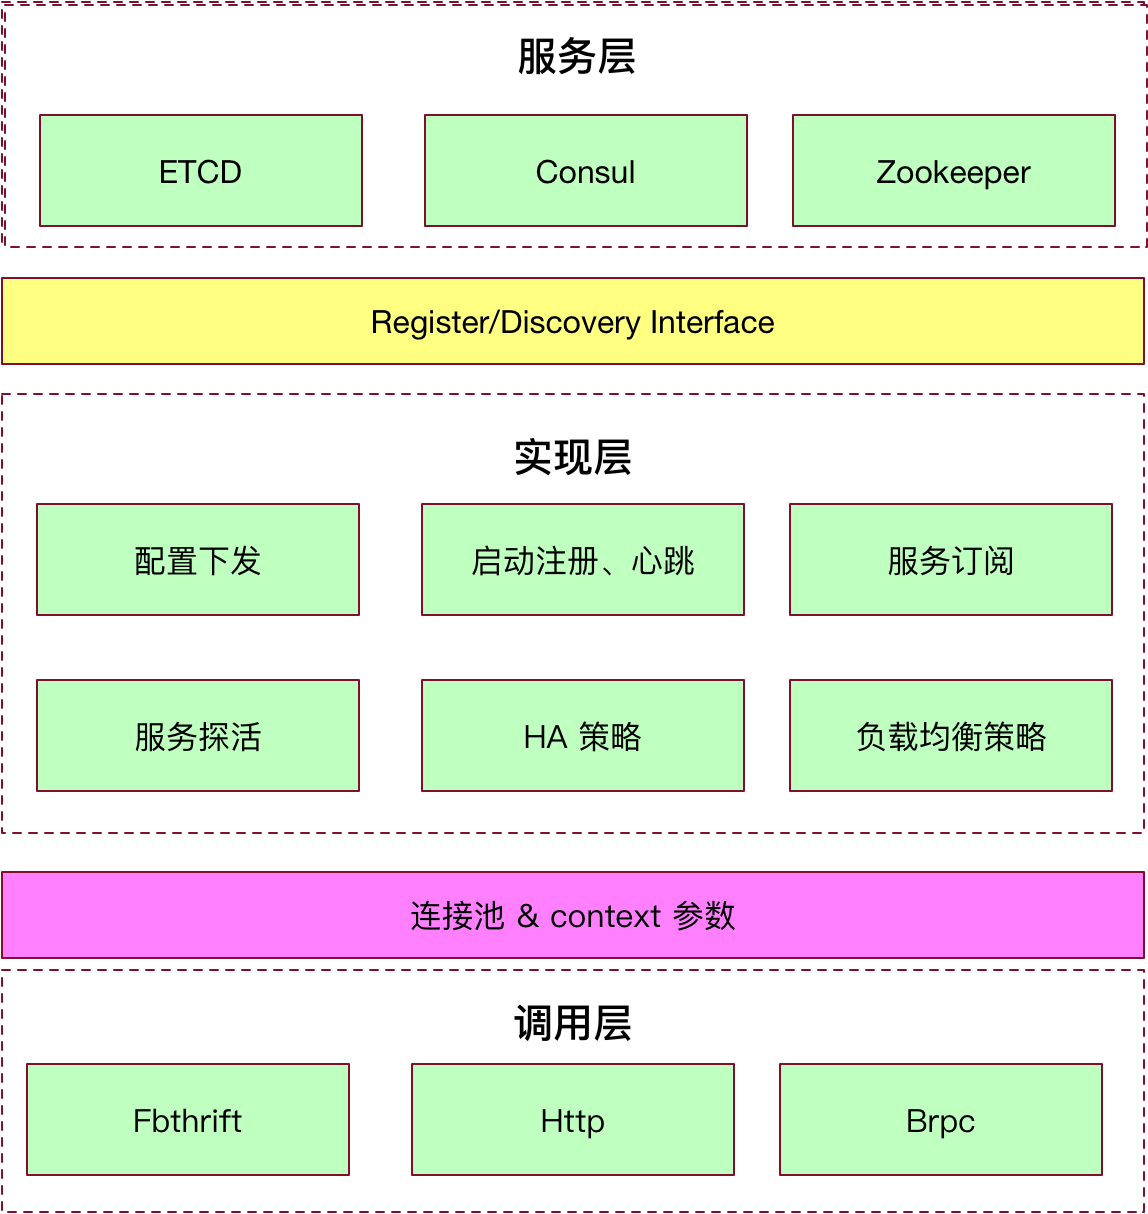 服务层
ETCD
Consul
Zookeeper
Register/Discovery Interface
实现层
配置下发
启动注册、心跳
服务订阅
服务探活
HA 策略
负载均衡策略
连接池 & context 参数
调用层
Fbthrift
Http
Brpc